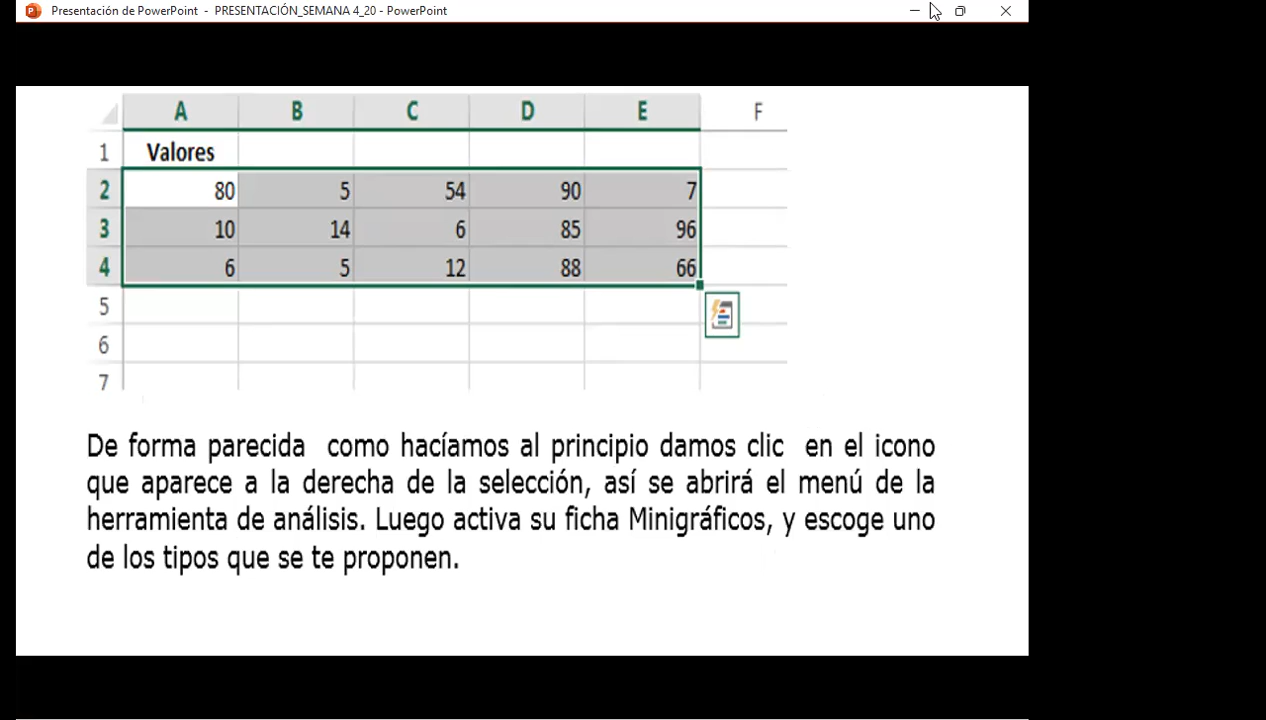 Presentación de PowerPoint - PRESENTACIÓN_SEMANA 4_20 - PowerPoint
A B C D E F
1 Valores
2 80 5 54 90 7
3 10 14 6 85 96
4 6 5 12 88 66
5
6
7
De forma parecida como hacíamos al principio damos clic en el icono
que aparece a la derecha de la selección, así se abrirá el menú de la
herramienta de análisis. Luego activa su ficha Minigráficos, y escoge uno
de los tipos que se te proponen.